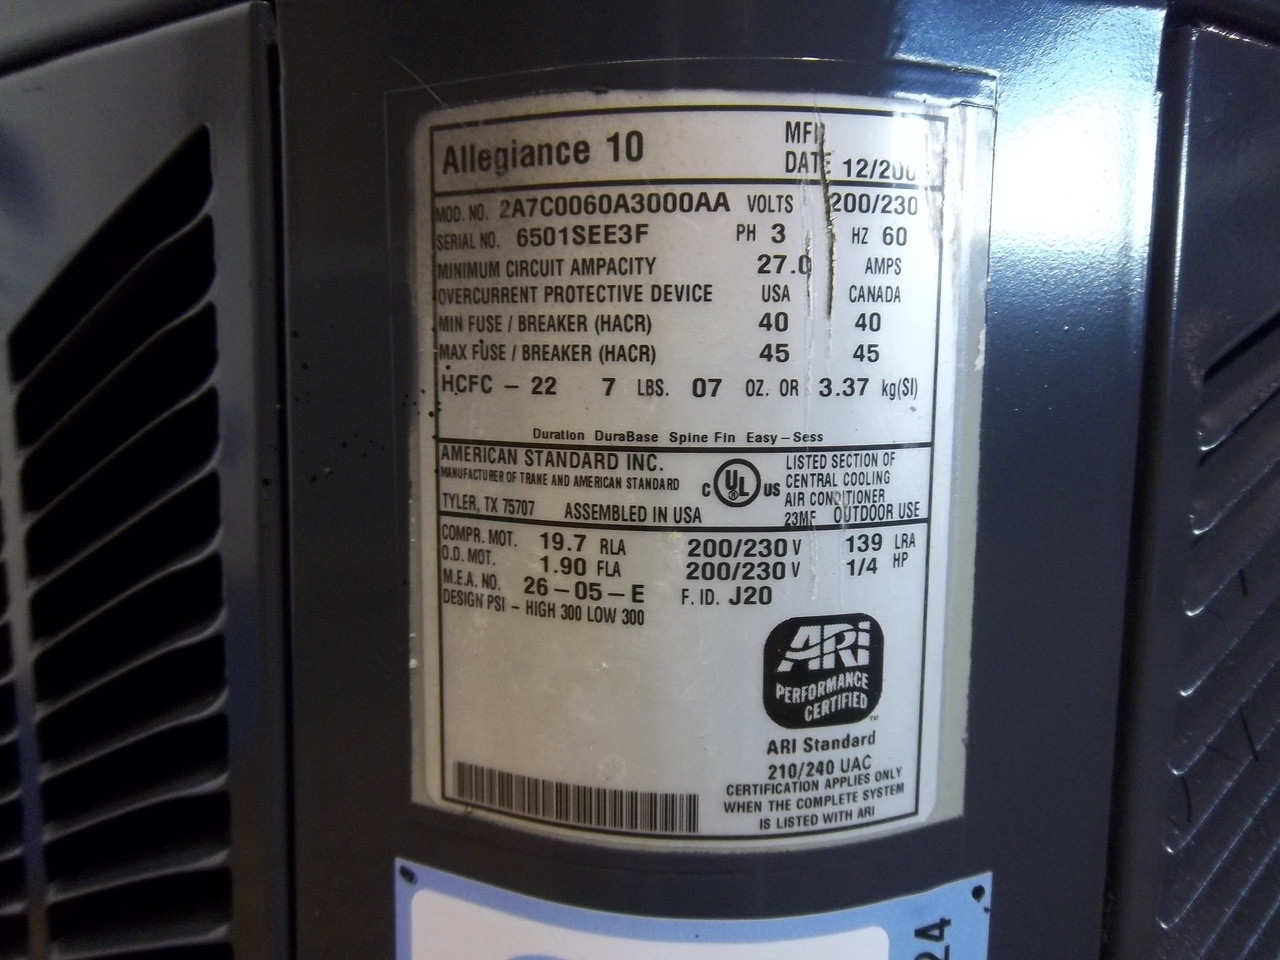 Allegiance 10 MFR
DATE 12/200
MOD. NO. 2A7C0060A3000AA VOLTS 200/230
SERIAL NO. 6501SEE3F PH 3 HZ 60
MINIMUM CIRCUIT AMPACITY 27.0 AMPS
OVERCURRENT PROTECTIVE DEVICE USA CANADA
MIN FUSE / BREAKER (HACR) 40 40
MAX FUSE / BREAKER (HACR) 45 45
HCFC - 22 7 LBS. 07 OZ. OR 3.37 kg(SI)
Duration DuraBase Spine Fin Easy-Sess
AMERICAN STANDARD INC.
MANUFACTURER OF TRANE AND AMERICAN STANDARD
TYLER, TX 75707 ASSEMBLED IN USA
C UL US
LISTED SECTION OF
CENTRAL COOLING
AIR CONDITIONER
23MF OUTDOOR USE
COMPR. MOT. 19.7 RLA 200/230 V 139 LRA
O.D. MOT. 1.90 FLA 200/230 V 1/4 HP
M.E.A. NO. 26-05-E F. ID. J20
DESIGN PSI - HIGH 300 LOW 300
ARi
PERFORMANCE
CERTIFIED
TM
ARI Standard
210/240 UAC
CERTIFICATION APPLIES ONLY
WHEN THE COMPLETE SYSTEM
IS LISTED WITH ARI
24